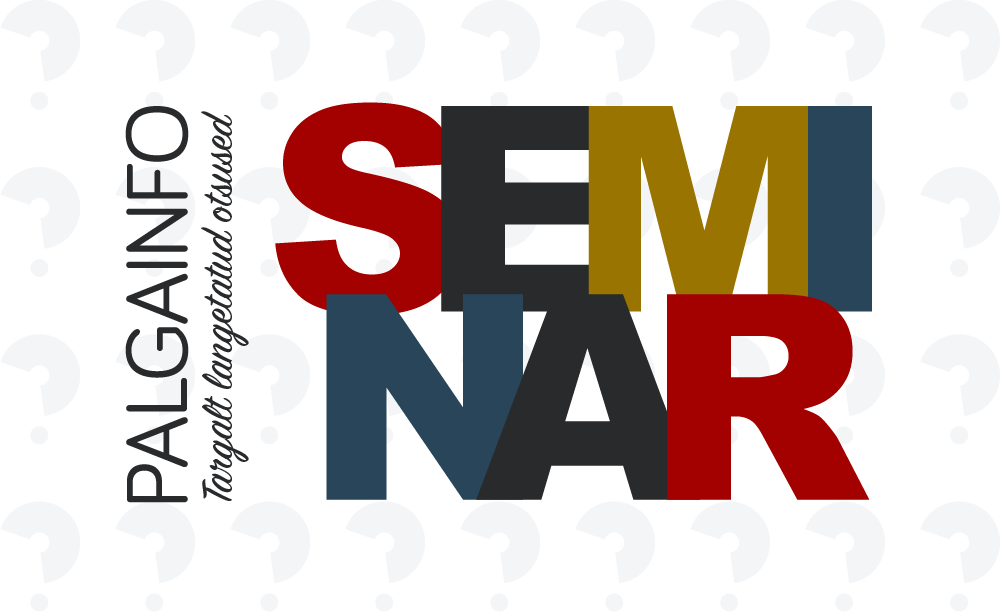 PALGAINFO
Targalt langetatud otsused
SEMI
NAR